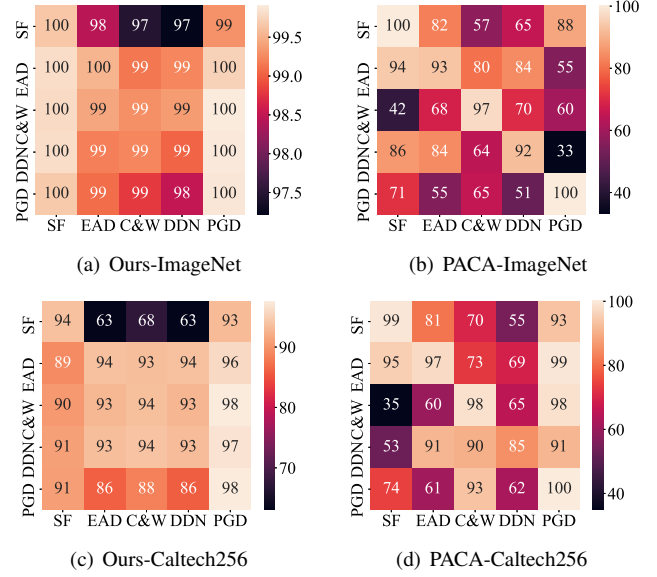 SF 100 98 97 97 99
EAD 100 100 99 99 100
C&W 100 99 100 99 100
DDN 100 99 99 99 100
PGD 100 99 99 98 100
SF EAD C&W DDN PGD
99.5
99.0
98.5
98.0
97.5
(a) Ours-ImageNet
SF 100 82 57 65 88
EAD 94 93 80 84 55
C&W 42 68 97 70 60
DDN 86 84 64 92 33
PGD 71 55 65 51 100
SF EAD C&W DDN PGD
100
80
60
40
(b) PACA-ImageNet
SF 94 63 68 63 93
EAD 89 94 93 94 96
C&W 90 93 94 93 98
DDN 91 93 94 93 97
PGD 91 86 88 86 98
SF EAD C&W DDN PGD
90
80
70
(c) Ours-Caltech256
SF 99 81 70 55 93
EAD 95 97 73 69 99
C&W 35 60 98 65 98
DDN 53 91 90 85 91
PGD 74 61 93 62 100
SF EAD C&W DDN PGD
100
80
60
40
(d) PACA-Caltech256